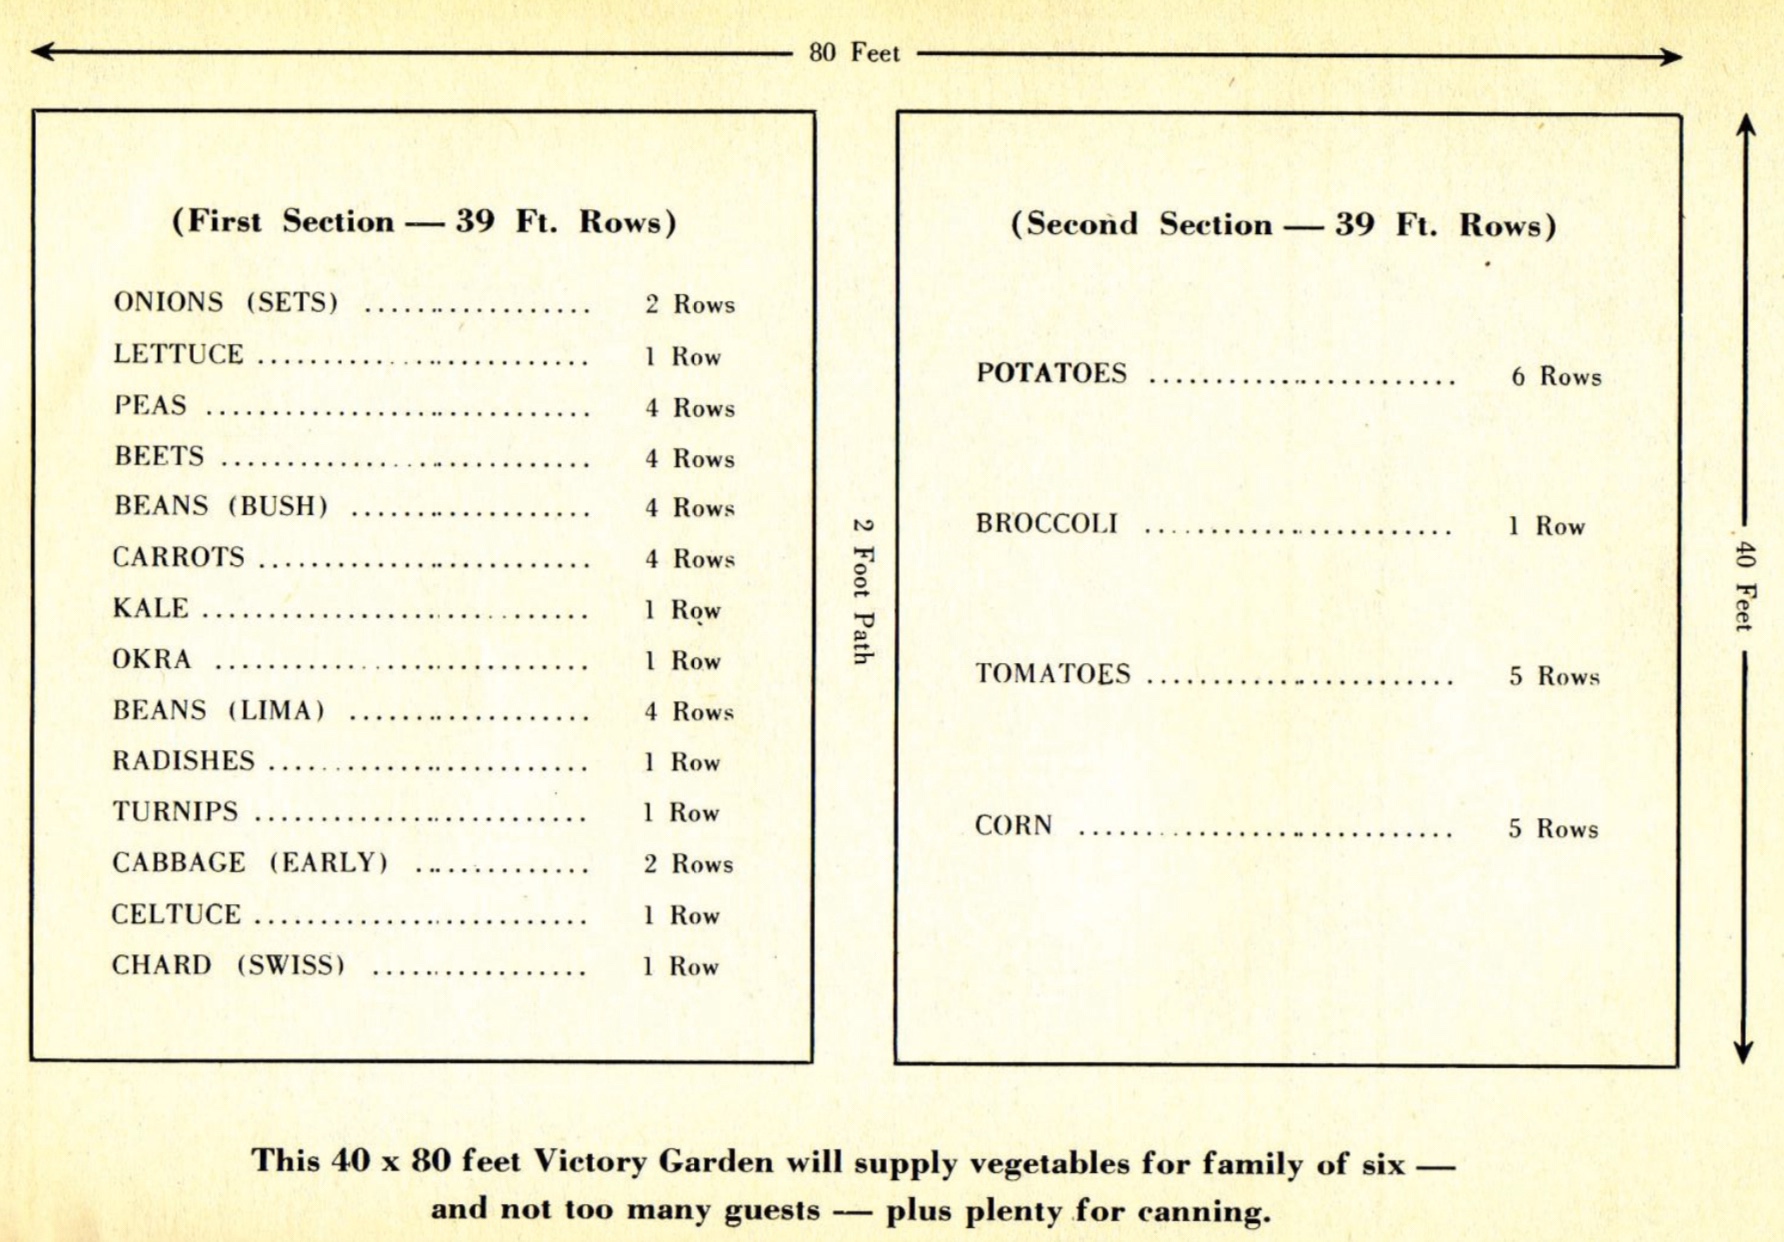 80 Feet
(First Section — 39 Ft. Rows)
ONIONS (SETS) .................. 2 Rows
LETTUCE .......................... 1 Row
PEAS .............................. 4 Rows
BEETS ............................. 4 Rows
BEANS (BUSH) ................... 4 Rows
CARROTS .......................... 4 Rows
KALE .............................. 1 Row
OKRA ............................. 1 Row
BEANS (LIMA) ................... 4 Rows
RADISHES ......................... 1 Row
TURNIPS .......................... 1 Row
CABBAGE (EARLY) .............. 2 Rows
CELTUCE .......................... 1 Row
CHARD (SWISS) ................. 1 Row
2 Foot Path
(Second Section — 39 Ft. Rows)
POTATOES ........................ 6 Rows
BROCCOLI ........................ 1 Row
TOMATOES ........................ 5 Rows
CORN ............................. 5 Rows
40 Feet
This 40 x 80 feet Victory Garden will supply vegetables for family of six —
and not too many guests — plus plenty for canning.